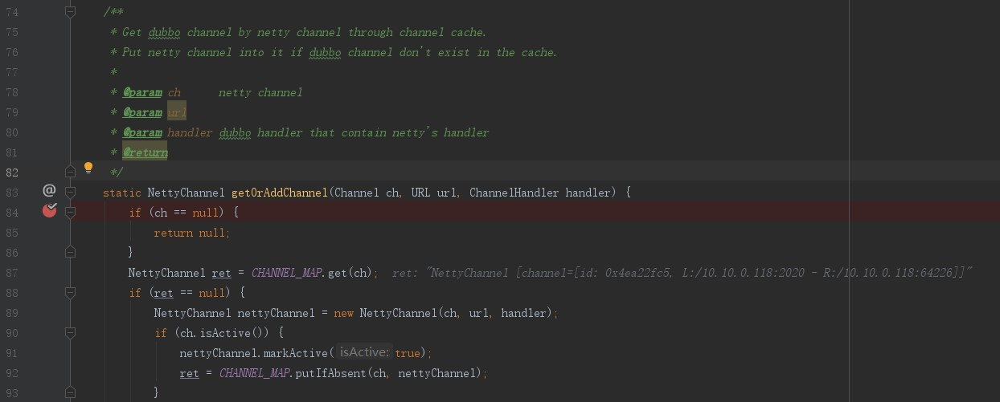 74 /**
75 * Get dubbo channel by netty channel through channel cache.
76 * Put netty channel into it if dubbo channel don't exist in the cache.
77 *
78 * @param ch      netty channel
79 * @param url
80 * @param handler dubbo handler that contain netty's handler
81 * @return
82 */
83 @ static NettyChannel getOrAddChannel(Channel ch, URL url, ChannelHandler handler) {
84 if (ch == null) {
85 return null;
86 }
87 NettyChannel ret = CHANNEL_MAP.get(ch); ret: "NettyChannel [channel=[id: 0x4ea22fc5, L:/10.10.0.118:2020 - R:/10.10.0.118:64226]]"
88 if (ret == null) {
89 NettyChannel nettyChannel = new NettyChannel(ch, url, handler);
90 if (ch.isActive()) {
91 nettyChannel.markActive( isActive: true);
92 ret = CHANNEL_MAP.putIfAbsent(ch, nettyChannel);
93 }